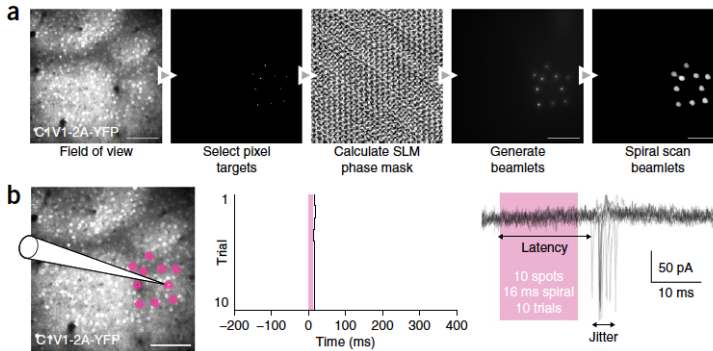 a
C1V1-2A-YFP
Field of view
Select pixel
targets
Calculate SLM
phase mask
Generate
beamlets
Spiral scan
beamlets
b
C1V1-2A-YFP
Trial
1
10
−200 −100 0 100 200 300 400
Time (ms)
Latency
10 spots
16 ms spiral
10 trials
Jitter
50 pA
10 ms